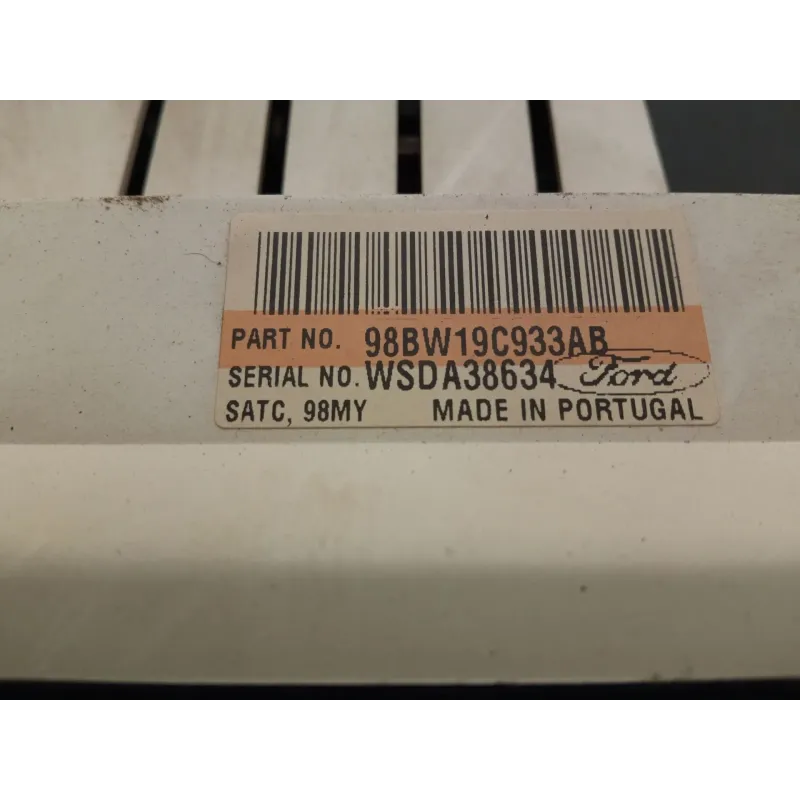 PART NO. 98BW19C933AB
SERIAL NO. WSDA38634 Ford
SATC, 98MY MADE IN PORTUGAL